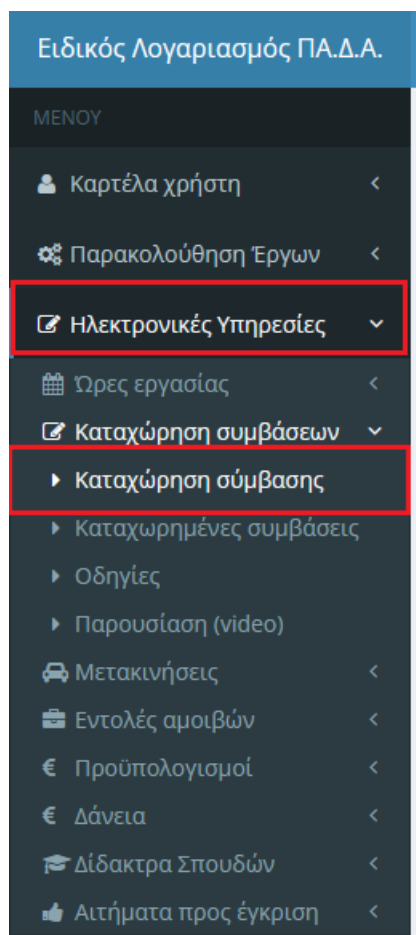 Ειδικός Λογαριασμός ΠΑ.Δ.Α.
ΜΕΝΟΥ
Καρτέλα χρήστη
Παρακολούθηση Έργων
Ηλεκτρονικές Υπηρεσίες
Ώρες εργασίας
Καταχώρηση συμβάσεων
Καταχώρηση σύμβασης
Καταχωρημένες συμβάσεις
Οδηγίες
Παρουσίαση (video)
Μετακινήσεις
Εντολές αμοιβών
€ Προϋπολογισμοί
€ Δάνεια
Δίδακτρα Σπουδών
Αιτήματα προς έγκριση